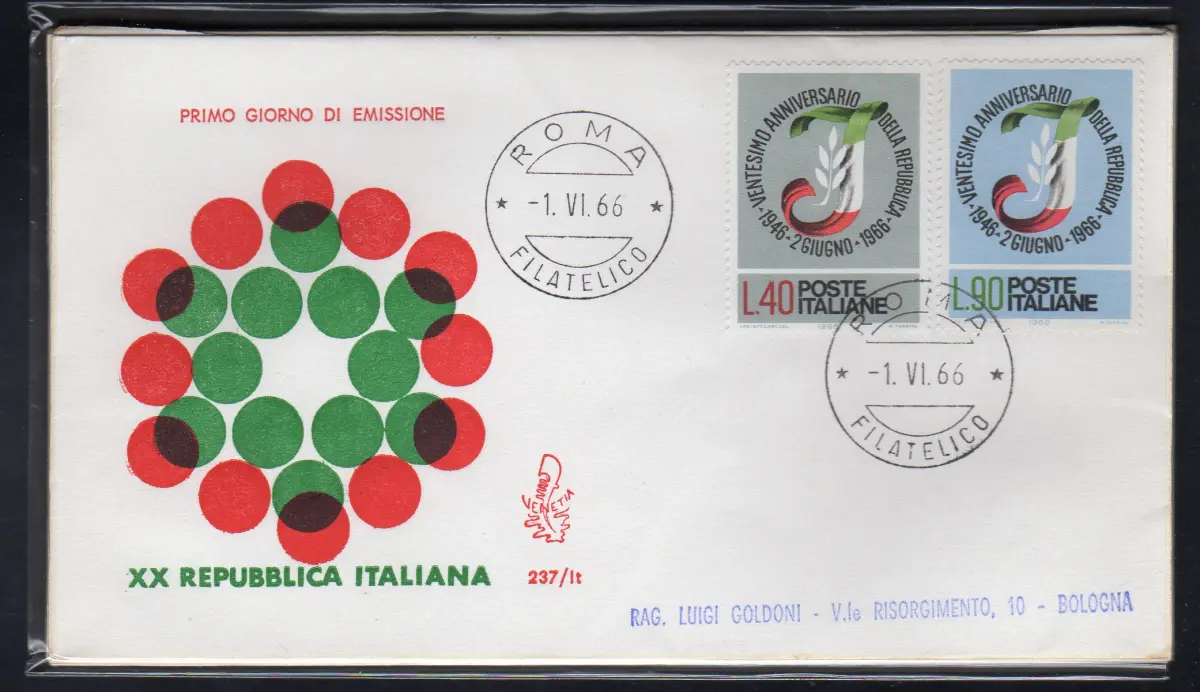 PRIMO GIORNO DI EMISSIONE
ROMA
-1. VI. 66
FILATELICO
VENTESIMO ANNIVERSARIO DELLA REPUBBLICA
1946 - 2 GIUGNO - 1966
L.40 POSTE ITALIANE
VENTESIMO ANNIVERSARIO DELLA REPUBBLICA
1946 - 2 GIUGNO - 1966
L.90 POSTE ITALIANE
ROMA
-1. VI. 66
FILATELICO
VENETIA
237/It
XX REPUBBLICA ITALIANA
RAG. LUIGI GOLDONI - V.le RISORGIMENTO, 10 - BOLOGNA